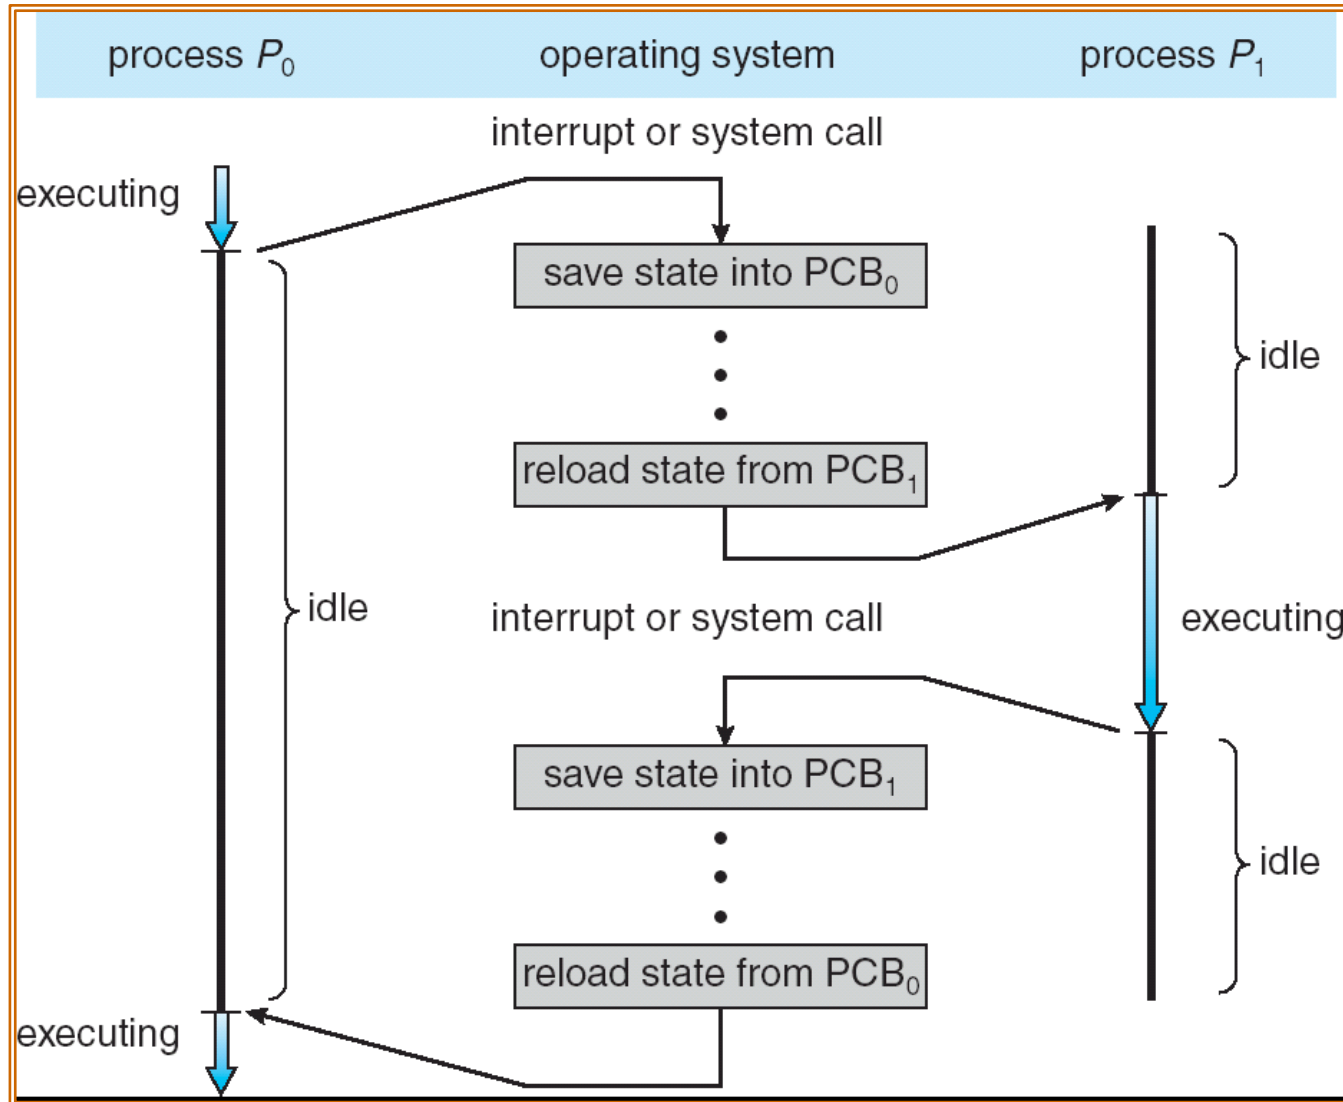 process P0 operating system process P1
interrupt or system call
executing
save state into PCB0
idle
reload state from PCB1
idle
interrupt or system call
executing
save state into PCB1
idle
reload state from PCB0
executing